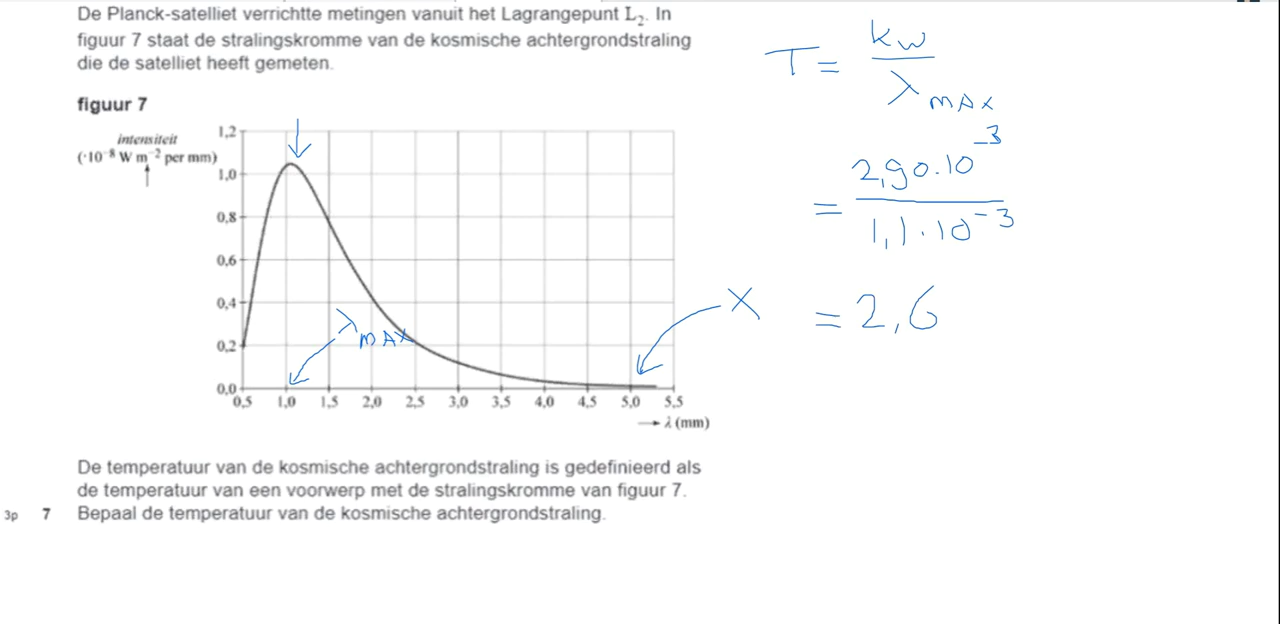 De Planck-satelliet verrichtte metingen vanuit het Lagrangepunt L₂. In
figuur 7 staat de stralingskromme van de kosmische achtergrondstraling
die de satelliet heeft gemeten.
figuur 7
intensiteit
(·10⁻⁸ W m⁻² per mm)
1,2
1,0
0,8
0,6
0,4
0,2
0,0
0,5 1,0 1,5 2,0 2,5 3,0 3,5 4,0 4,5 5,0 5,5
λ (mm)
λ MAX
X
De temperatuur van de kosmische achtergrondstraling is gedefinieerd als
de temperatuur van een voorwerp met de stralingskromme van figuur 7.
3p 7 Bepaal de temperatuur van de kosmische achtergrondstraling.
T = kw
λ MAX
= 2,90.10⁻³
1,1.10⁻³
= 2,6